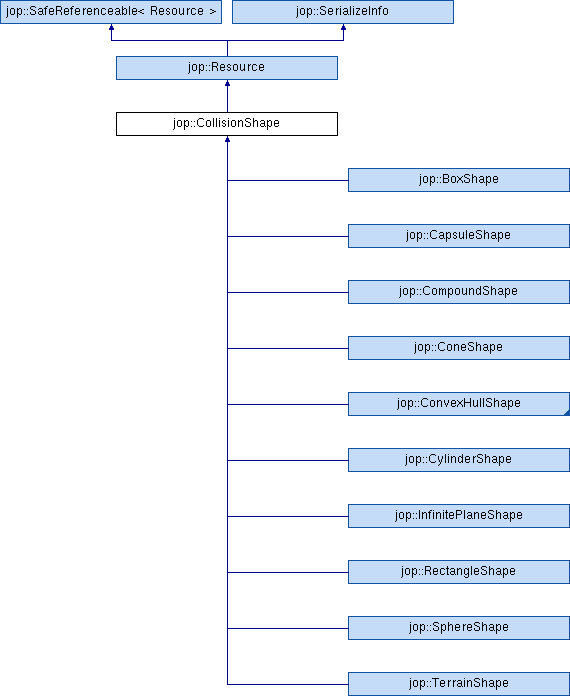 jop::SafeReferenceable< Resource >
jop::SerializeInfo
jop::Resource
jop::CollisionShape
jop::BoxShape
jop::CapsuleShape
jop::CompoundShape
jop::ConeShape
jop::ConvexHullShape
jop::CylinderShape
jop::InfinitePlaneShape
jop::RectangleShape
jop::SphereShape
jop::TerrainShape